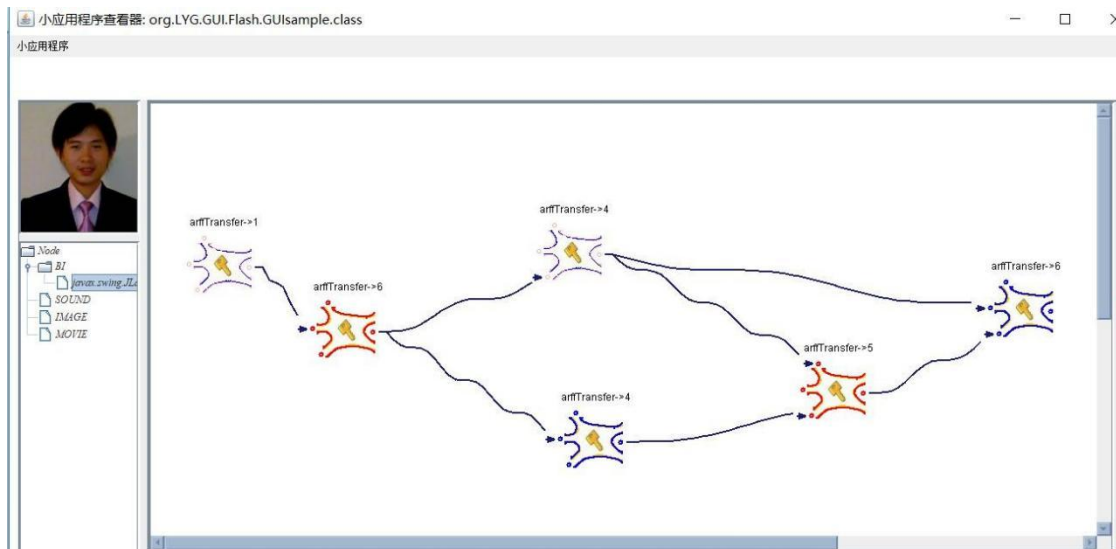 小应用程序查看器: org.LYG.GUI.Flash.GUIsample.class
小应用程序
arffTransfer->1
arffTransfer->4
arffTransfer->6
arffTransfer->6
arffTransfer->5
arffTransfer->4
Node
BI
javax.swing.JL
SOUND
IMAGE
MOVIE